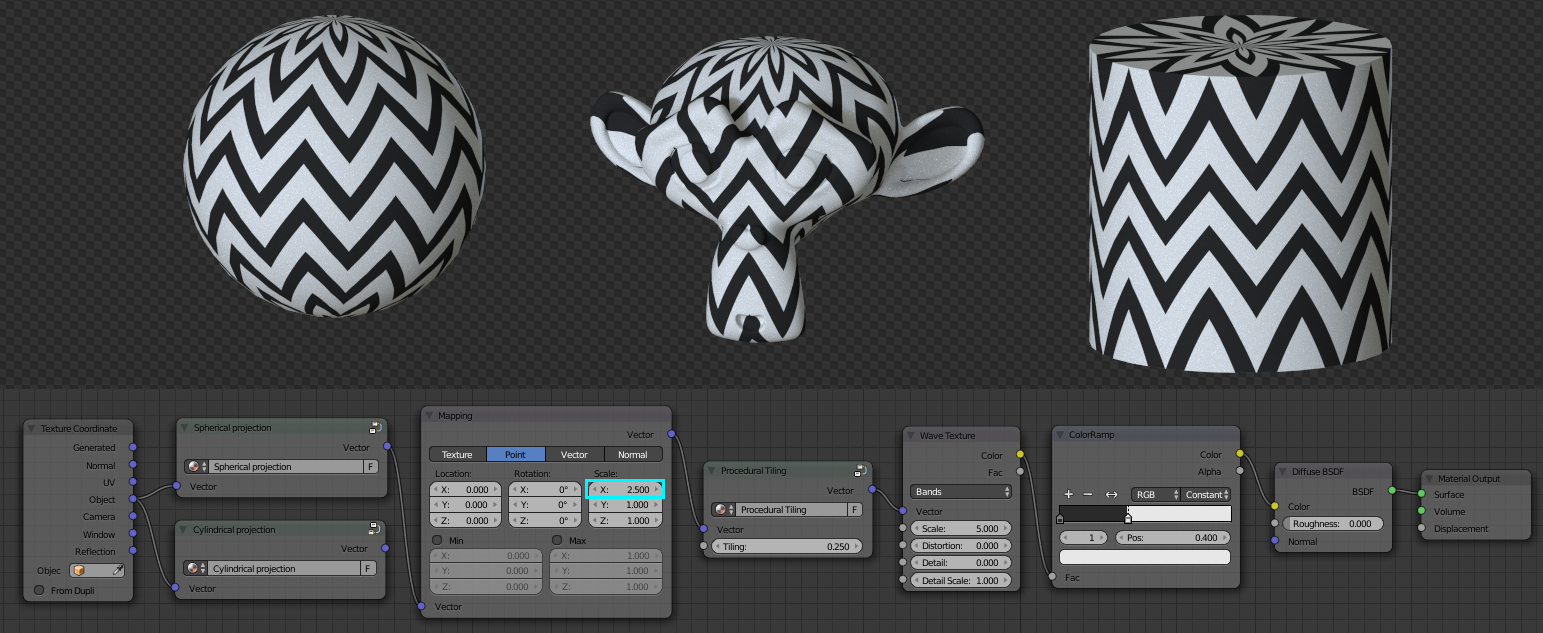 Texture Coordinate
Generated
Normal
UV
Object
Camera
Window
Reflection
Objec
From Dupli
Spherical projection
Vector
Spherical projection F
Vector
Cylindrical projection
Vector
Cylindrical projection F
Vector
Mapping
Vector
Texture Point Vector Normal
Location: Rotation: Scale:
X: 0.000 X: 0° X: 2.500
Y: 0.000 Y: 0° Y: 1.000
Z: 0.000 Z: 0° Z: 1.000
Min Max
X: 0.000 X: 1.000
Y: 0.000 Y: 1.000
Z: 0.000 Z: 1.000
Vector
Procedural Tiling
Vector
Procedural Tiling F
Vector
Tiling: 0.250
Wave Texture
Color
Fac
Bands
Vector
Scale: 5.000
Distortion: 0.000
Detail: 0.000
Detail Scale: 1.000
ColorRamp
Color
Alpha
RGB Constant
1 Pos: 0.400
Fac
Diffuse BSDF
BSDF
Color
Roughness: 0.000
Normal
Material Output
Surface
Volume
Displacement